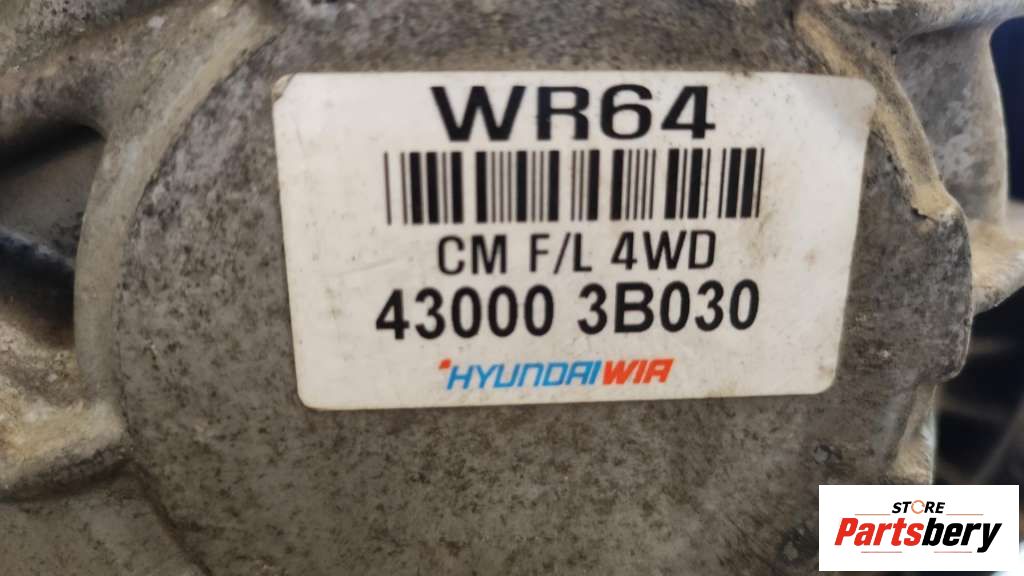 WR64
CM F/L 4WD
43000 3B030
HYUNDAI WIA
STORE
Partsbery